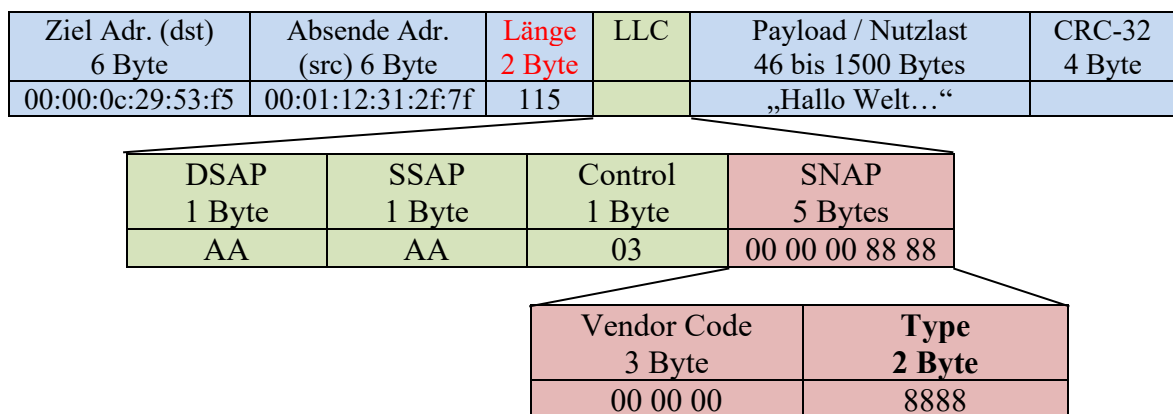 Ziel Adr. (dst) Absende Adr. Länge LLC Payload / Nutzlast CRC-32
6 Byte (src) 6 Byte 2 Byte 46 bis 1500 Bytes 4 Byte
00:00:0c:29:53:f5 00:01:12:31:2f:7f 115 „Hallo Welt…“
DSAP SSAP Control SNAP
1 Byte 1 Byte 1 Byte 5 Bytes
AA AA 03 00 00 00 88 88
Vendor Code Type
3 Byte 2 Byte
00 00 00 8888